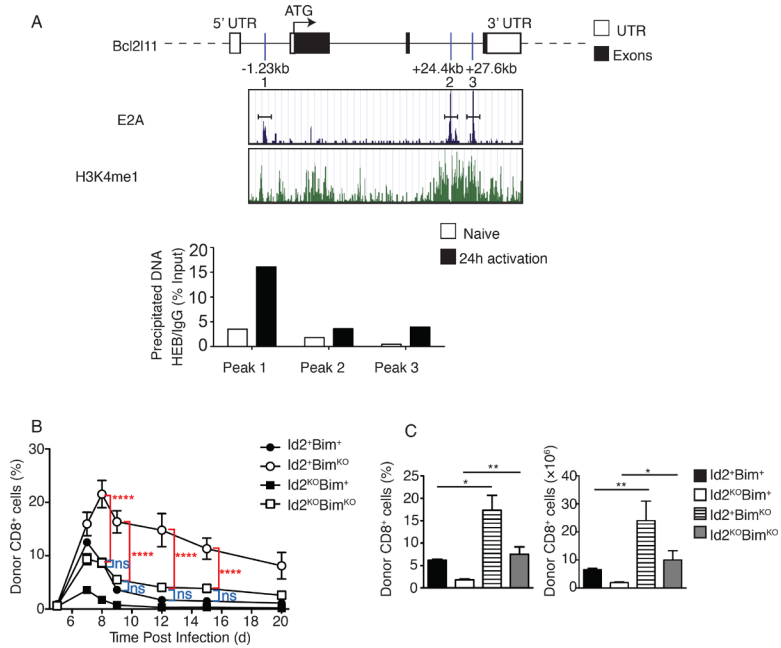 A
5' UTR
ATG
3' UTR
UTR
Exons
Bcl2l11
-1.23kb
+24.4kb
+27.6kb
1
2
3
E2A
H3K4me1
Naive
24h activation
Precipitated DNA
HEB/IgG (% Input)
20
15
10
5
0
Peak 1
Peak 2
Peak 3
B
Donor CD8+ cells (%)
30
20
10
0
6
8
10
12
14
16
18
20
Time Post Infection (d)
****
****
****
****
ns
ns
ns
ns
Id2+Bim+
Id2+BimKO
Id2KOBim+
Id2KOBimKO
C
Donor CD8+ cells (%)
25
20
15
10
5
0
**
*
Donor CD8+ cells (×10⁶)
40
30
20
10
0
*
**
Id2+Bim+
Id2KOBim+
Id2+BimKO
Id2KOBimKO